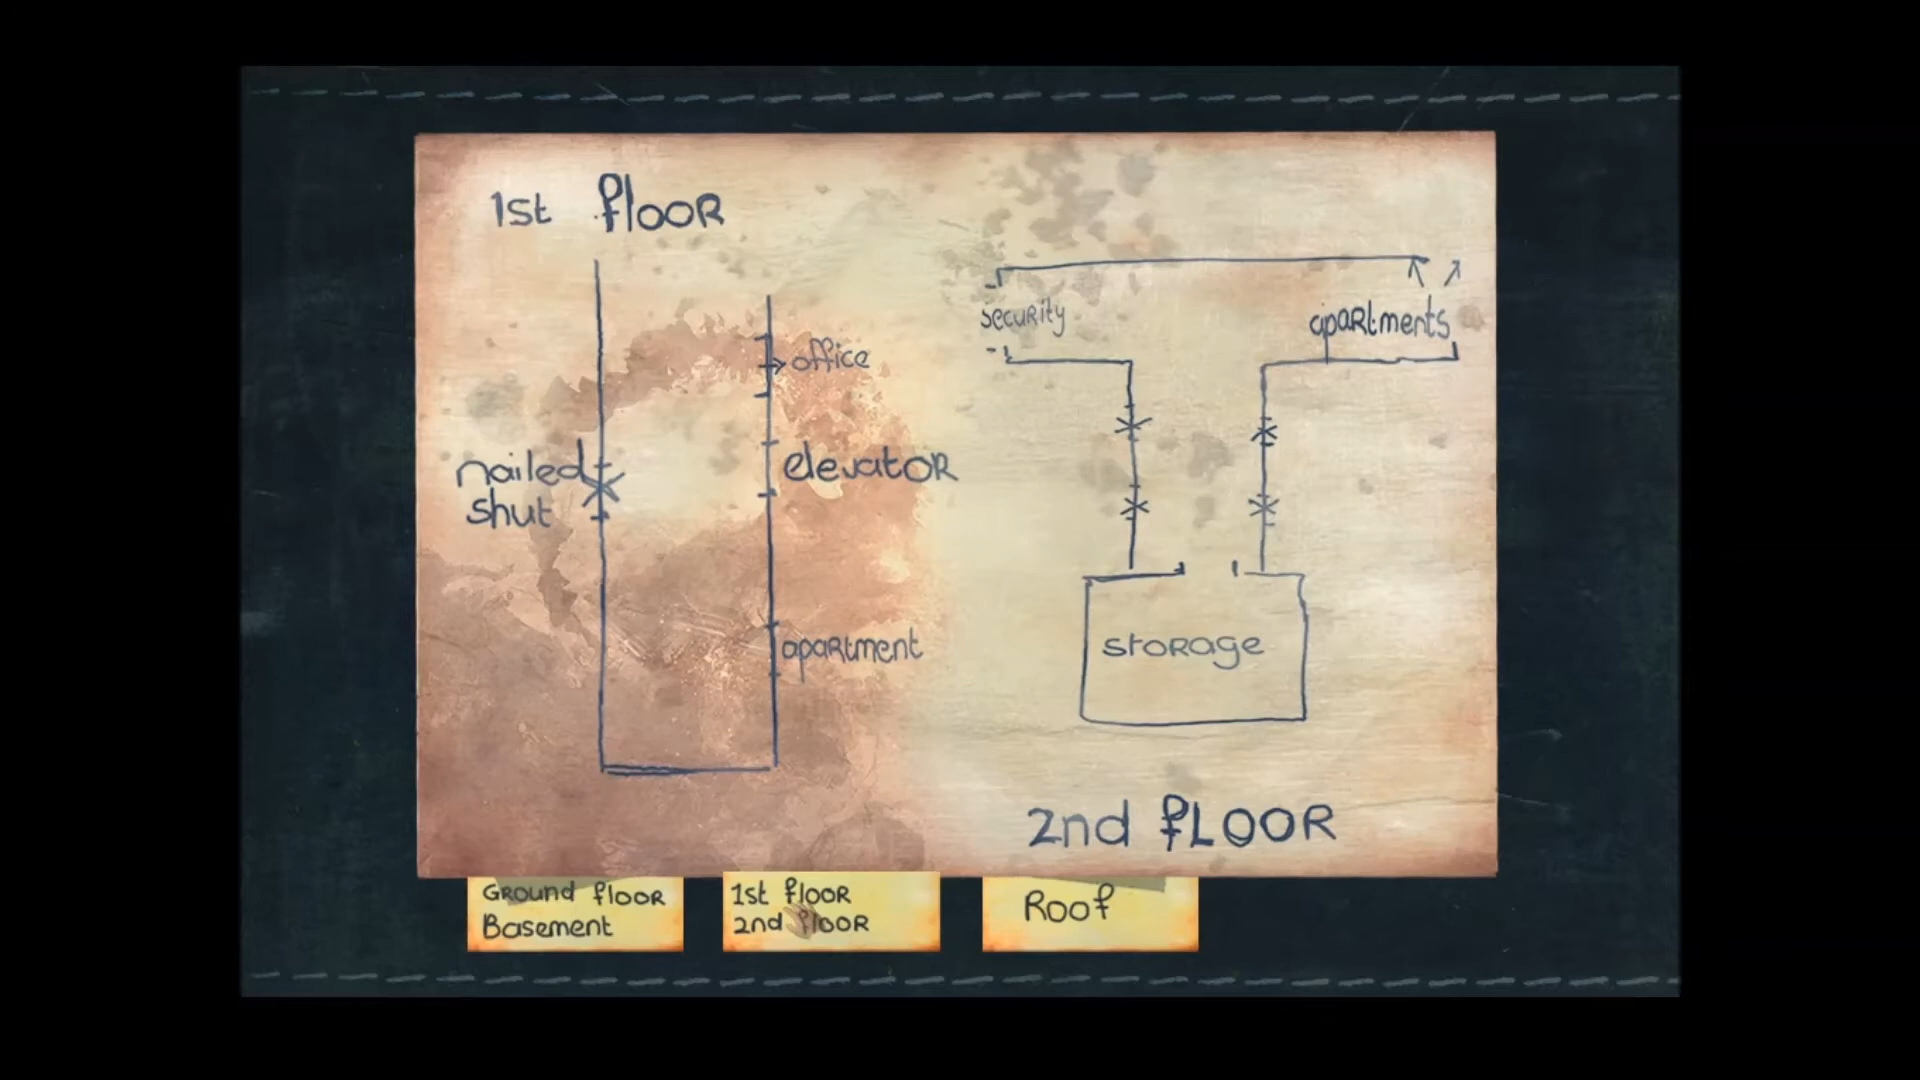 1st floor
office
nailed
shut
elevator
apartment
security
apartments
storage
2nd fLOOR
Ground floor
Basement
1st floor
2nd floor
Roof